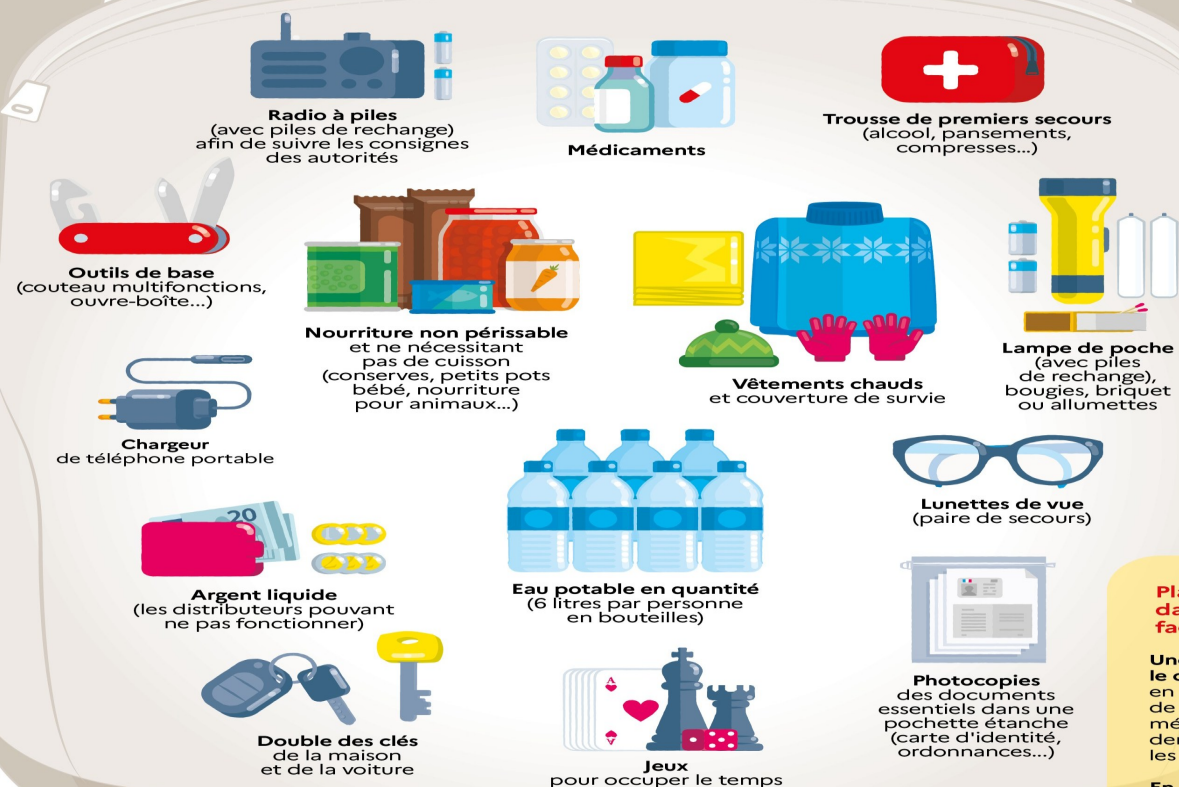 Radio à piles
(avec piles de rechange)
afin de suivre les consignes
des autorités
Médicaments
Trousse de premiers secours
(alcool, pansements,
compresses...)
Outils de base
(couteau multifonctions,
ouvre-boîte...)
Nourriture non périssable
et ne nécessitant
pas de cuisson
(conserves, petits pots
bébé, nourriture
pour animaux...)
Vêtements chauds
et couverture de survie
Lampe de poche
(avec piles
de rechange),
bougies, briquet
ou allumettes
Chargeur
de téléphone portable
Lunettes de vue
(paire de secours)
20
Argent liquide
(les distributeurs pouvant
ne pas fonctionner)
Eau potable en quantité
(6 litres par personne
en bouteilles)
Photocopies
des documents
essentiels dans une
pochette étanche
(carte d'identité,
ordonnances...)
Double des clés
de la maison
et de la voiture
A
A
Jeux
pour occuper le temps
le
en
de
les
En